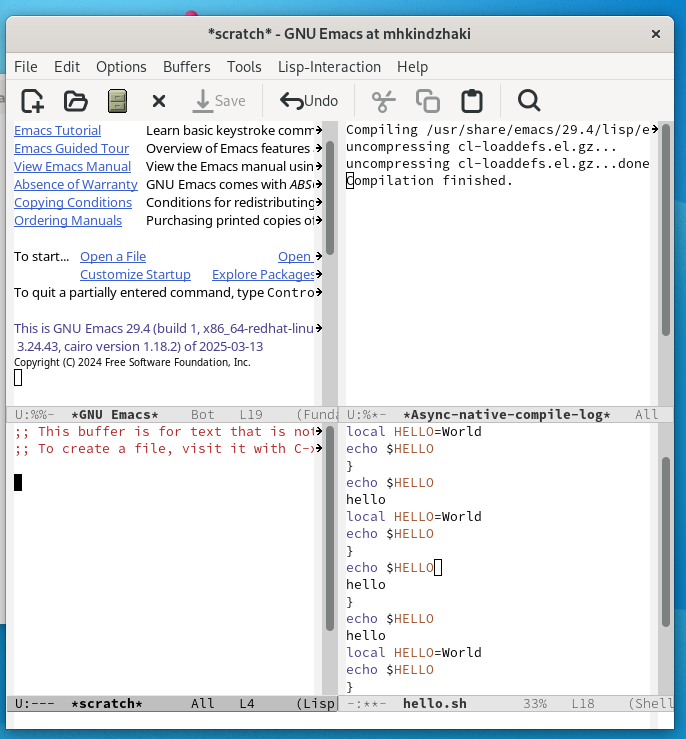 *scratch* - GNU Emacs at mhkindzhaki
File Edit Options Buffers Tools Lisp-Interaction Help
Save Undo
Emacs Tutorial Learn basic keystroke comm
Emacs Guided Tour Overview of Emacs features
View Emacs Manual View the Emacs manual usin
Absence of Warranty GNU Emacs comes with ABS
Copying Conditions Conditions for redistributing
Ordering Manuals Purchasing printed copies of
To start... Open a File Open
Customize Startup Explore Packages
To quit a partially entered command, type Contro
This is GNU Emacs 29.4 (build 1, x86_64-redhat-linu
3.24.43, cairo version 1.18.2) of 2025-03-13
Copyright (C) 2024 Free Software Foundation, Inc.
U:%%- *GNU Emacs* Bot L19 (Funda
Compiling /usr/share/emacs/29.4/lisp/e
uncompressing cl-loaddefs.el.gz...
uncompressing cl-loaddefs.el.gz...done
Compilation finished.
U:%*- *Async-native-compile-log* All
;; This buffer is for text that is not
;; To create a file, visit it with C-x
U:--- *scratch* All L4 (Lisp
local HELLO=World
echo $HELLO
}
echo $HELLO
hello
local HELLO=World
echo $HELLO
}
echo $HELLO
hello
}
echo $HELLO
hello
local HELLO=World
echo $HELLO
}
-:**- hello.sh 33% L18 (Shell